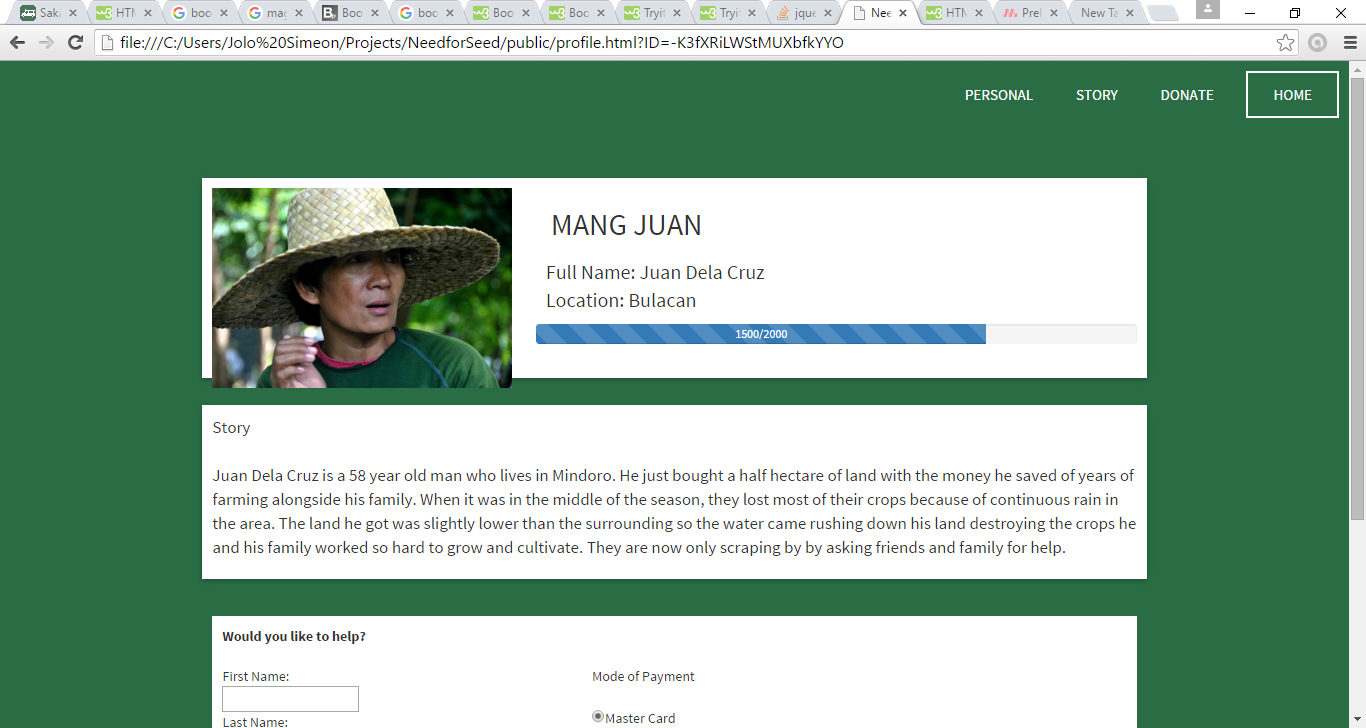 Saka
HTM
boo
mag
Boo
boo
Boo
Boo
Tryit
Tryit
jque
Nee
HTM
Prel
New Ta
file:///C:/Users/Jolo%20Simeon/Projects/NeedforSeed/public/profile.html?ID=-K3fXRiLWStMUXbfkYYO
PERSONAL STORY DONATE HOME
MANG JUAN
Full Name: Juan Dela Cruz
Location: Bulacan
1500/2000
Story
Juan Dela Cruz is a 58 year old man who lives in Mindoro. He just bought a half hectare of land with the money he saved of years of
farming alongside his family. When it was in the middle of the season, they lost most of their crops because of continuous rain in
the area. The land he got was slightly lower than the surrounding so the water came rushing down his land destroying the crops he
and his family worked so hard to grow and cultivate. They are now only scraping by by asking friends and family for help.
Would you like to help?
First Name:
Last Name:
Mode of Payment
Master Card